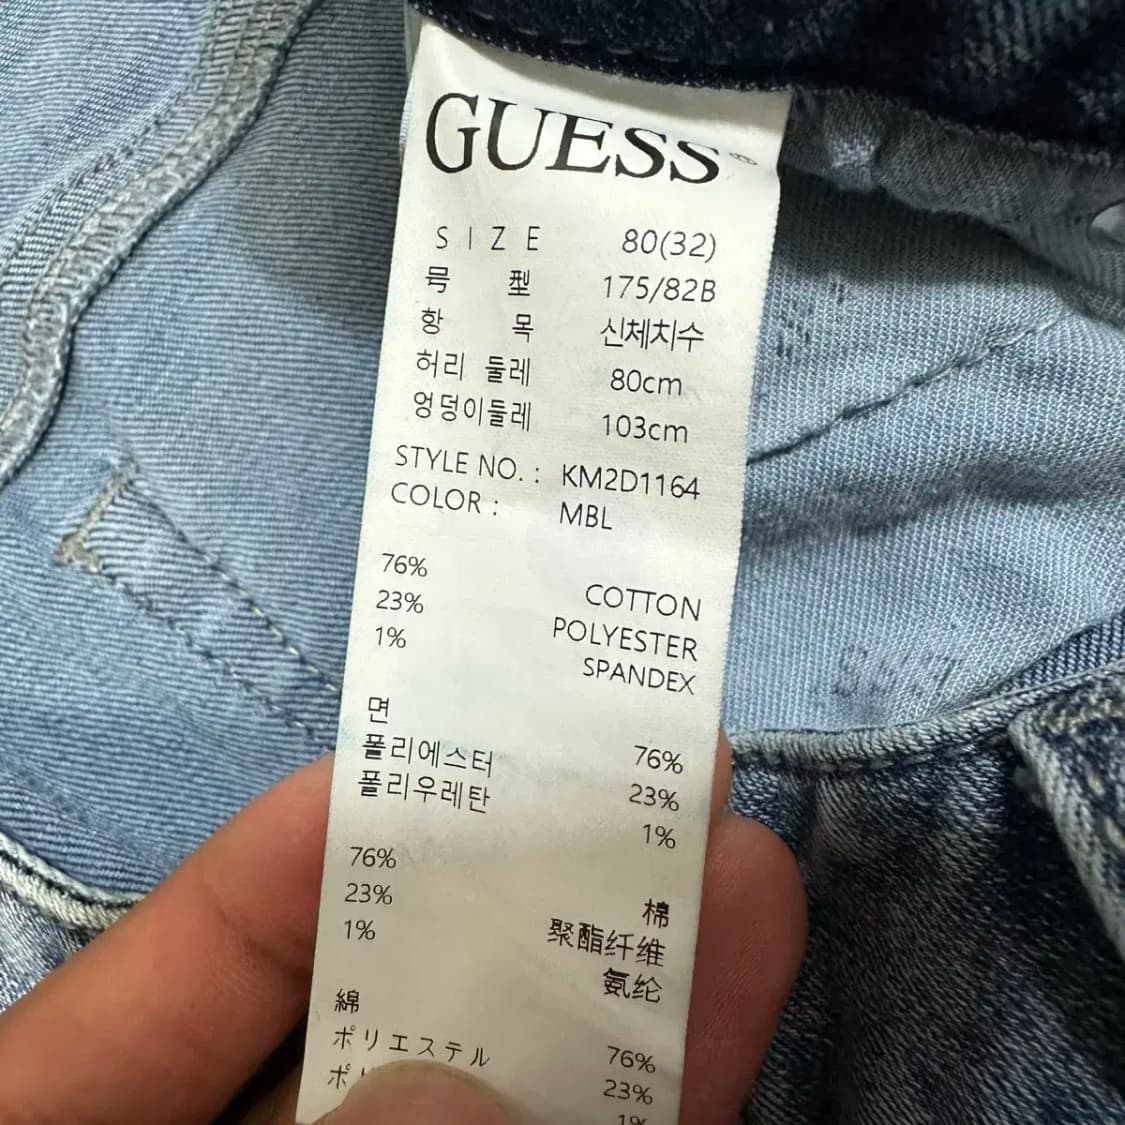 GUESS®
SIZE 80(32)
号型 175/82B
항목 신체치수
허리 둘레 80cm
엉덩이둘레 103cm
STYLE NO. : KM2D1164
COLOR : MBL
76% COTTON
23% POLYESTER
1% SPANDEX
면 76%
폴리에스터 23%
폴리우레탄 1%
76% 棉
23% 聚酯纤维
1% 氨纶
綿 76%
ポリエステル 23%
1%